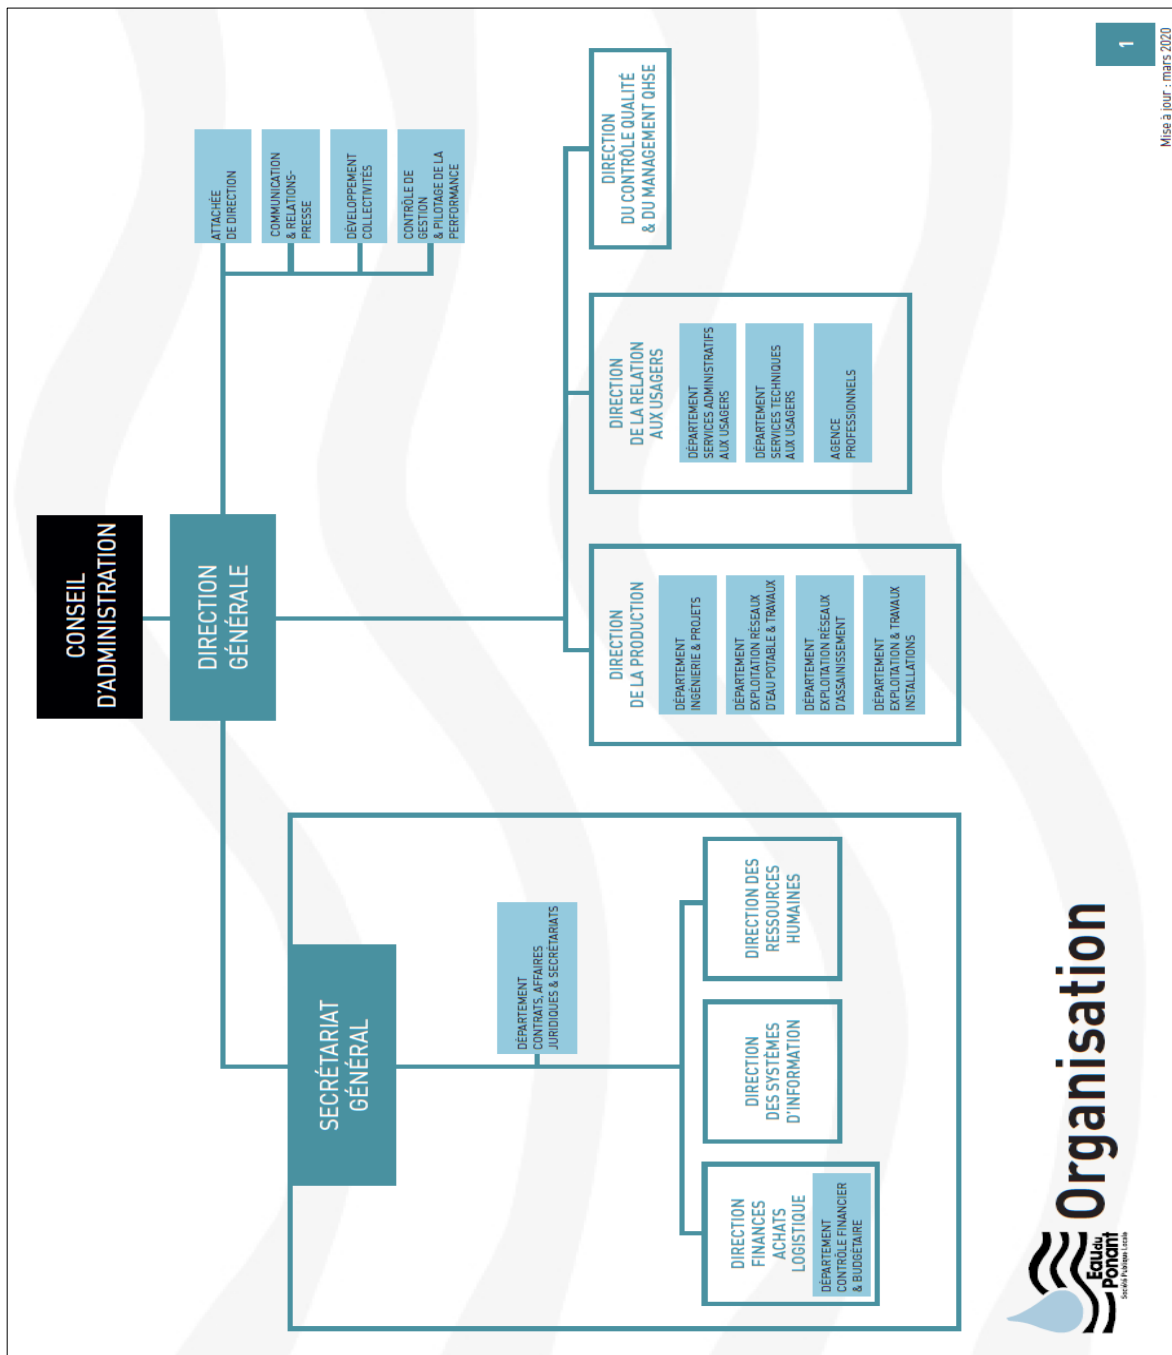 CONSEIL
D'ADMINISTRATION
DIRECTION
GÉNÉRALE
ATTACHÉE
DE DIRECTION
COMMUNICATION
& RELATIONS-
PRESSE
DÉVELOPPEMENT
COLLECTIVITÉS
CONTRÔLE DE
GESTION
& PILOTAGE DE LA
PERFORMANCE
SECRÉTARIAT
GÉNÉRAL
DÉPARTEMENT
CONTRATS, AFFAIRES
JURIDIQUES & SECRÉTARIATS
DIRECTION
FINANCES
ACHATS
LOGISTIQUE
DÉPARTEMENT
CONTRÔLE FINANCIER
& BUDGÉTAIRE
DIRECTION
DES SYSTÈMES
D'INFORMATION
DIRECTION DES
RESSOURCES
HUMAINES
DIRECTION
DE LA PRODUCTION
DÉPARTEMENT
INGÉNIERIE & PROJETS
DÉPARTEMENT
EXPLOITATION RÉSEAUX
D'EAU POTABLE & TRAVAUX
DÉPARTEMENT
EXPLOITATION RÉSEAUX
D'ASSAINISSEMENT
DÉPARTEMENT
EXPLOITATION & TRAVAUX
INSTALLATIONS
DIRECTION
DE LA RELATION
AUX USAGERS
DÉPARTEMENT
SERVICES ADMINISTRATIFS
AUX USAGERS
DÉPARTEMENT
SERVICES TECHNIQUES
AUX USAGERS
AGENCE
PROFESSIONNELS
DIRECTION
DU CONTRÔLE QUALITÉ
& DU MANAGEMENT QHSE
Eau du
Ponant
Société Publique Locale
Organisation
1
Mise à jour : mars 2020